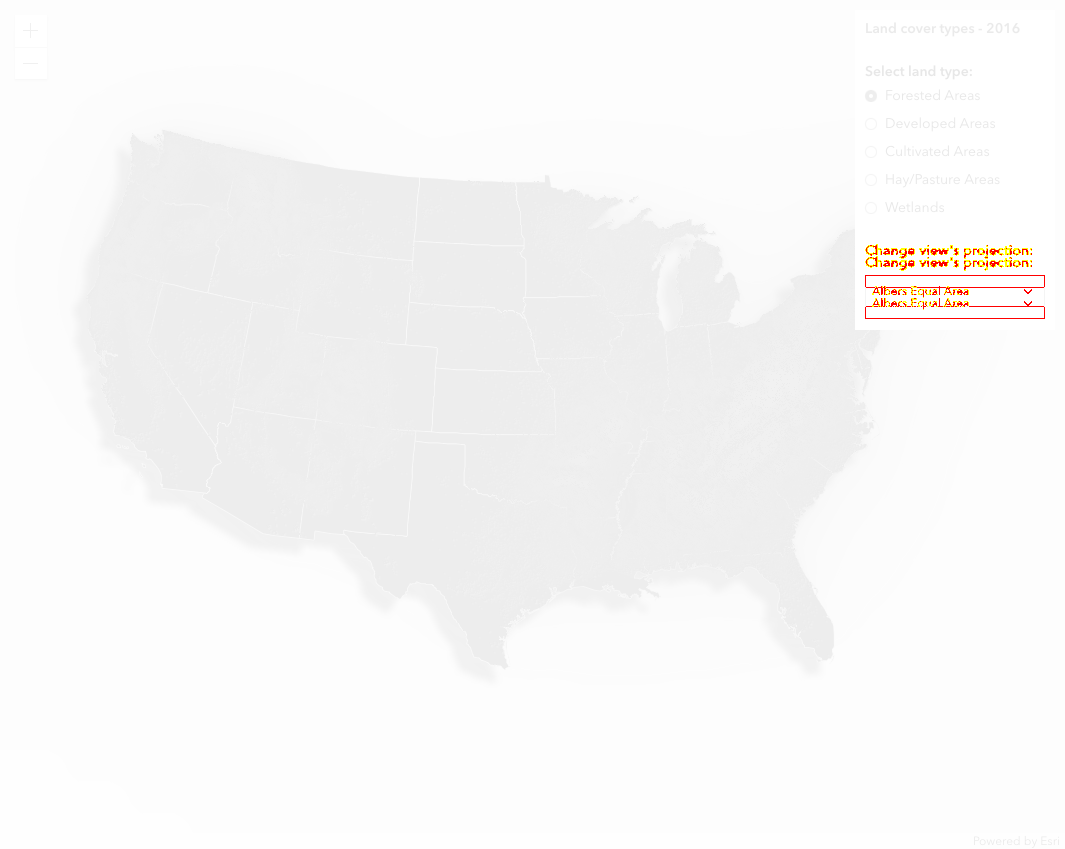 Land cover types - 2016
Select land type:
Forested Areas
Developed Areas
Cultivated Areas
Hay/Pasture Areas
Wetlands
Change view's projection:
Change view's projection:
Albers Equal Area
Albers Equal Area
Powered by Esri